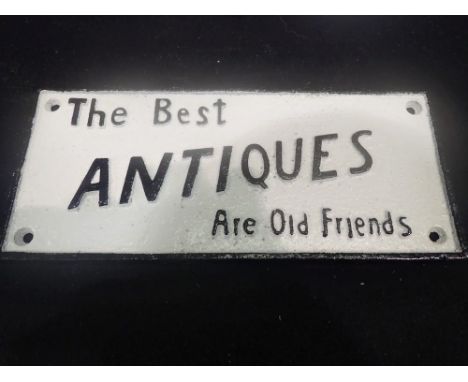 The Best
ANTIQUES
Are Old Friends